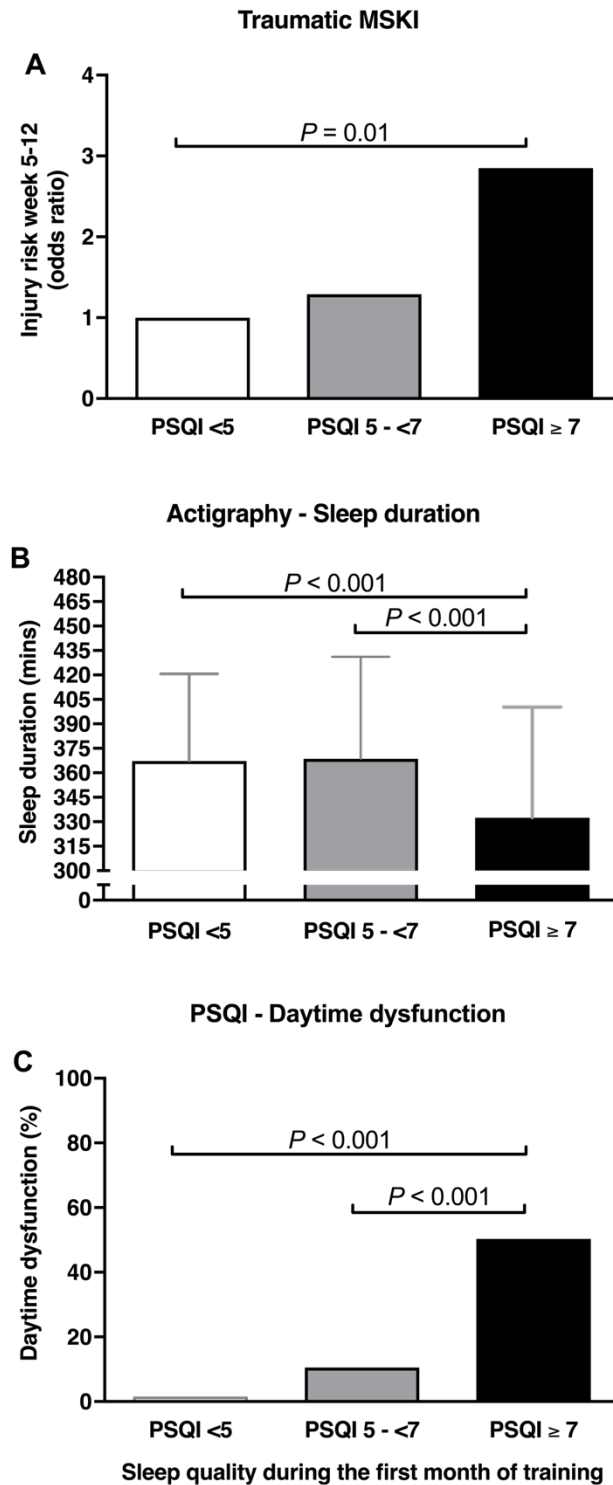 Traumatic MSKI
A
Injury risk week 5-12
(odds ratio)
4
3
2
1
0
P = 0.01
PSQI <5
PSQI 5 - <7
PSQI ≥ 7
Actigraphy - Sleep duration
B
Sleep duration (mins)
480
465
450
435
420
405
390
375
360
345
330
315
300
0
P < 0.001
P < 0.001
PSQI <5
PSQI 5 - <7
PSQI ≥ 7
PSQI - Daytime dysfunction
C
Daytime dysfunction (%)
100
80
60
40
20
0
P < 0.001
P < 0.001
PSQI <5
PSQI 5 - <7
PSQI ≥ 7
Sleep quality during the first month of training